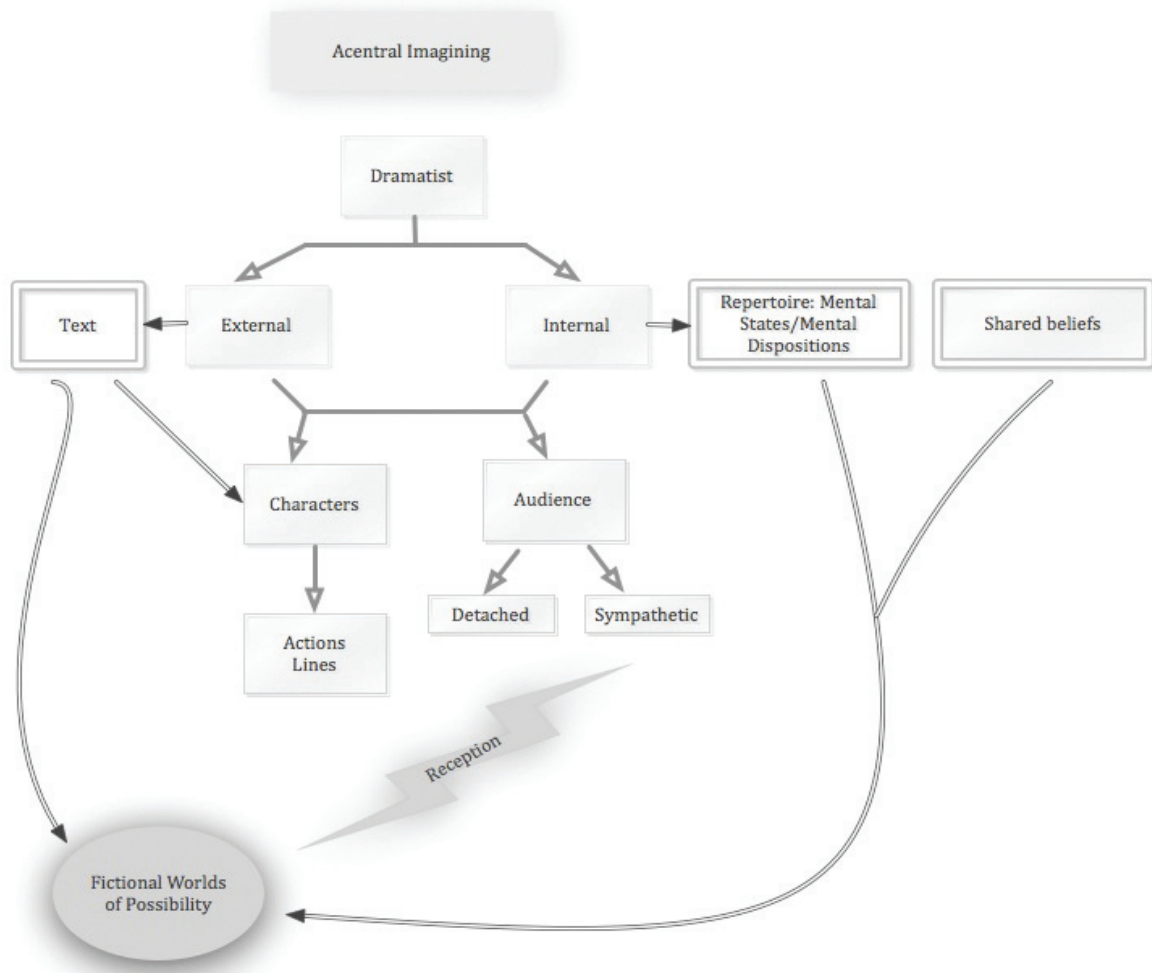 Acentral Imagining
Dramatist
Text
External
Internal
Repertoire: Mental
States/Mental
Dispositions
Shared beliefs
Characters
Audience
Detached
Sympathetic
Actions
Lines
Reception
Fictional Worlds
of Possibility